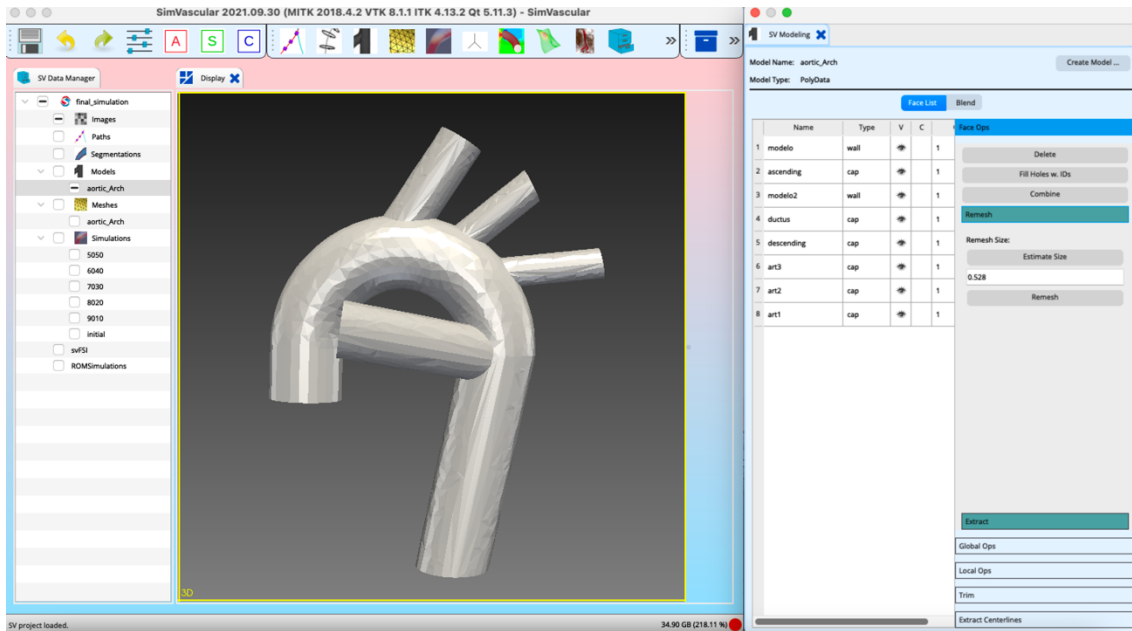 SimVascular 2021.09.30 (MITK 2018.4.2 VTK 8.1.1 ITK 4.13.2 Qt 5.11.3) - SimVascular
A S C » »
SV Data Manager
Display
final_simulation
Images
Paths
Segmentations
Models
aortic_Arch
Meshes
aortic_Arch
Simulations
5050
6040
7030
8020
9010
initial
svFSI
ROMSimulations
3D
SV project loaded.
34.90 GB (218.11 %)
SV Modeling
Model Name: aortic_Arch
Create Model ...
Model Type: PolyData
Face List Blend
Name Type V C
1 modelo wall 1
2 ascending cap 1
3 modelo2 wall 1
4 ductus cap 1
5 descending cap 1
6 art3 cap 1
7 art2 cap 1
8 art1 cap 1
Face Ops
Delete
Fill Holes w. IDs
Combine
Remesh
Remesh Size:
Estimate Size
0.528
Remesh
Extract
Global Ops
Local Ops
Trim
Extract Centerlines